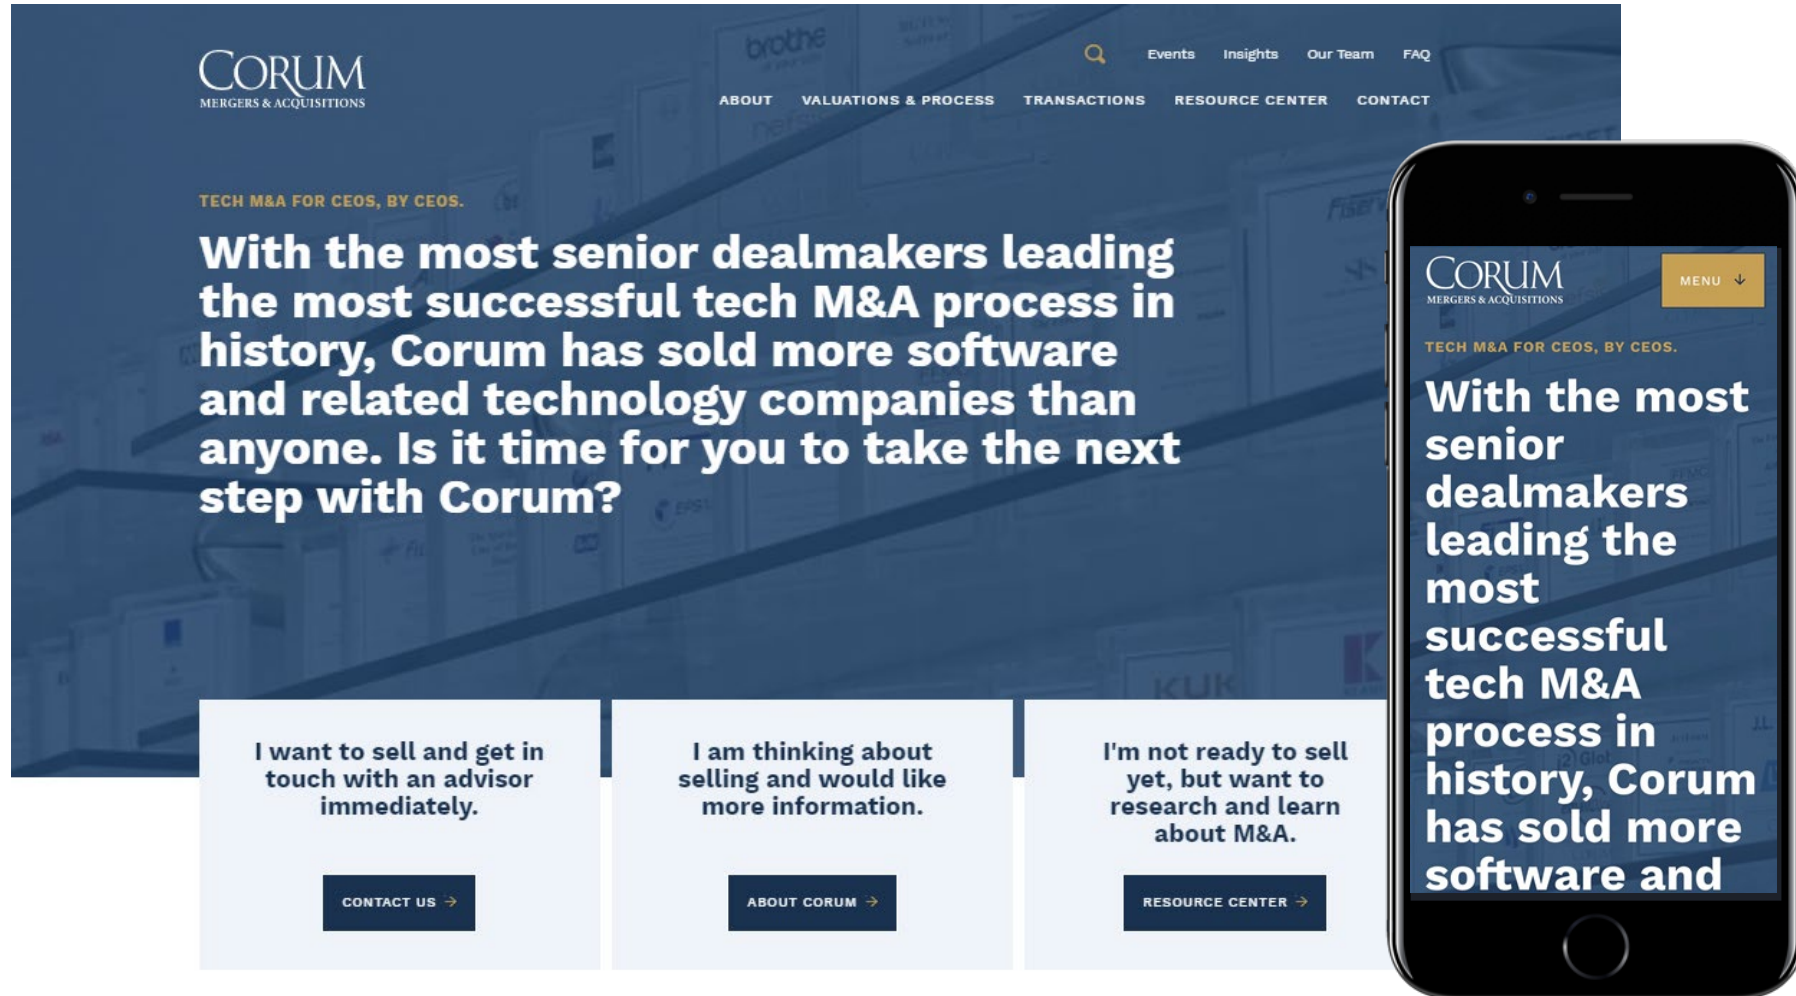 CORUM
MERGERS & ACQUISITIONS
Events Insights Our Team FAQ
ABOUT VALUATIONS & PROCESS TRANSACTIONS RESOURCE CENTER CONTACT
TECH M&A FOR CEOS, BY CEOS.
With the most senior dealmakers leading
the most successful tech M&A process in
history, Corum has sold more software
and related technology companies than
anyone. Is it time for you to take the next
step with Corum?
brothe
Fiserv
EPS
KUK
I want to sell and get in
touch with an advisor
immediately.
CONTACT US →
I am thinking about
selling and would like
more information.
ABOUT CORUM →
I'm not ready to sell
yet, but want to
research and learn
about M&A.
RESOURCE CENTER →
CORUM
MERGERS & ACQUISITIONS
MENU ↓
TECH M&A FOR CEOS, BY CEOS.
With the most
senior
dealmakers
leading the
most
successful
tech M&A
process in
history, Corum
has sold more
software and